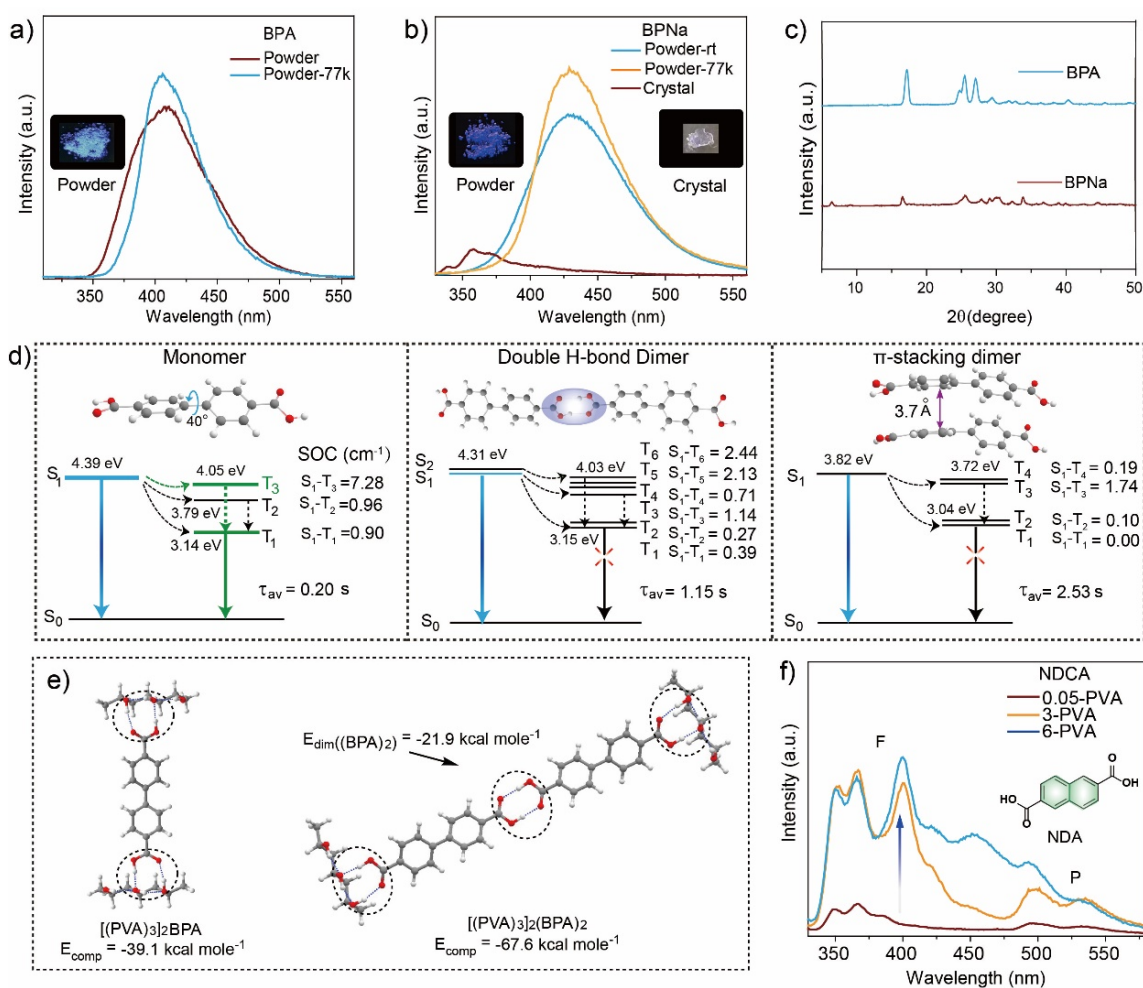 a)
BPA
Powder
Powder-77k
Powder
Intensity (a.u.)
350 400 450 500 550
Wavelength (nm)
b)
BPNa
Powder-rt
Powder-77k
Crystal
Powder
Crystal
Intensity (a.u.)
350 400 450 500 550
Wavelength (nm)
c)
BPA
BPNa
Intensity (a.u.)
10 20 30 40 50
2θ(degree)
d)
Monomer
40°
SOC (cm⁻¹)
S₁
4.39 eV
4.05 eV
T₃
S₁-T₃=7.28
3.79 eV
T₂
S₁-T₂=0.96
3.14 eV
T₁
S₁-T₁=0.90
τav = 0.20 s
S₀
Double H-bond Dimer
S₂
S₁
4.31 eV
4.03 eV
T₆ S₁-T₆ = 2.44
T₅ S₁-T₅ = 2.13
T₄ S₁-T₄ = 0.71
T₃ S₁-T₃ = 1.14
T₂ S₁-T₂ = 0.27
T₁ S₁-T₁ = 0.39
3.15 eV
τav = 1.15 s
S₀
π-stacking dimer
3.7 Å
S₁
3.82 eV
3.72 eV
T₄ S₁-T₄ = 0.19
T₃ S₁-T₃ = 1.74
3.04 eV
T₂ S₁-T₂ = 0.10
T₁ S₁-T₁ = 0.00
τav = 2.53 s
S₀
e)
Edim((BPA)₂) = -21.9 kcal mole⁻¹
[(PVA)₃]₂BPA
Ecomp = -39.1 kcal mole⁻¹
[(PVA)₃]₂(BPA)₂
Ecomp = -67.6 kcal mole⁻¹
f)
NDCA
0.05-PVA
3-PVA
6-PVA
F
O
HO
O
OH
NDA
P
Intensity (a.u.)
350 400 450 500 550
Wavelength (nm)